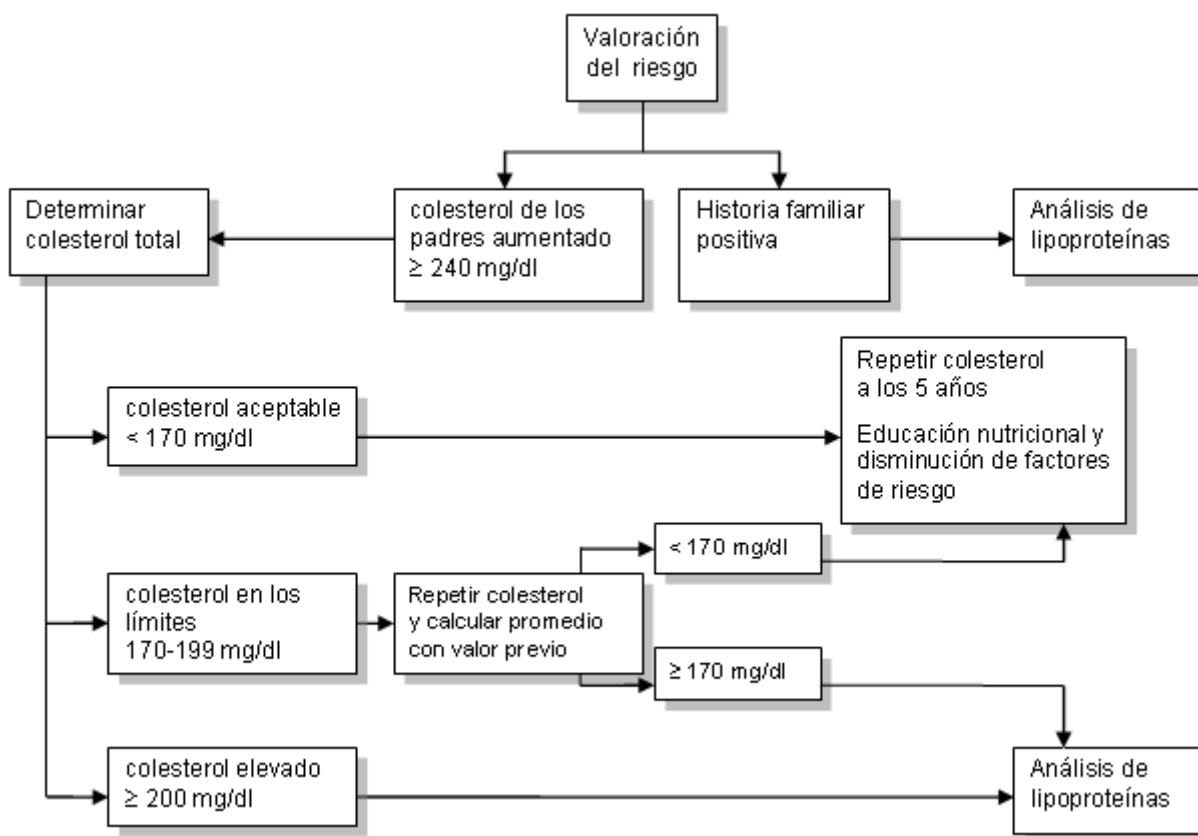 Valoración
del riesgo
Determinar
colesterol total
colesterol de los
padres aumentado
≥ 240 mg/dl
Historia familiar
positiva
Análisis de
lipoproteínas
colesterol aceptable
< 170 mg/dl
Repetir colesterol
a los 5 años
Educación nutricional y
disminución de factores
de riesgo
colesterol en los
límites
170-199 mg/dl
Repetir colesterol
y calcular promedio
con valor previo
< 170 mg/dl
≥ 170 mg/dl
colesterol elevado
≥ 200 mg/dl
Análisis de
lipoproteínas